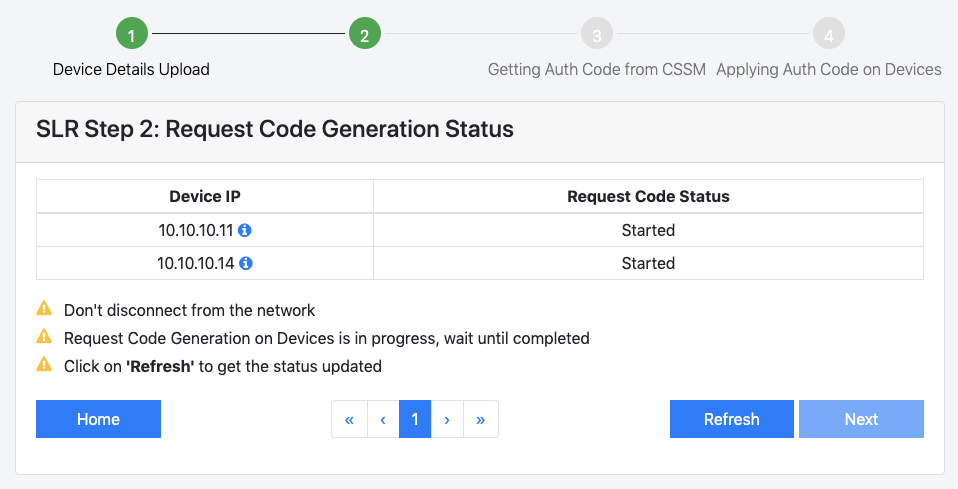 1
2
3
4
Device Details Upload
Getting Auth Code from CSSM
Applying Auth Code on Devices
SLR Step 2: Request Code Generation Status
Device IP Request Code Status
10.10.10.11 Started
10.10.10.14 Started
Don't disconnect from the network
Request Code Generation on Devices is in progress, wait until completed
Click on 'Refresh' to get the status updated
Home « ‹ 1 › » Refresh Next